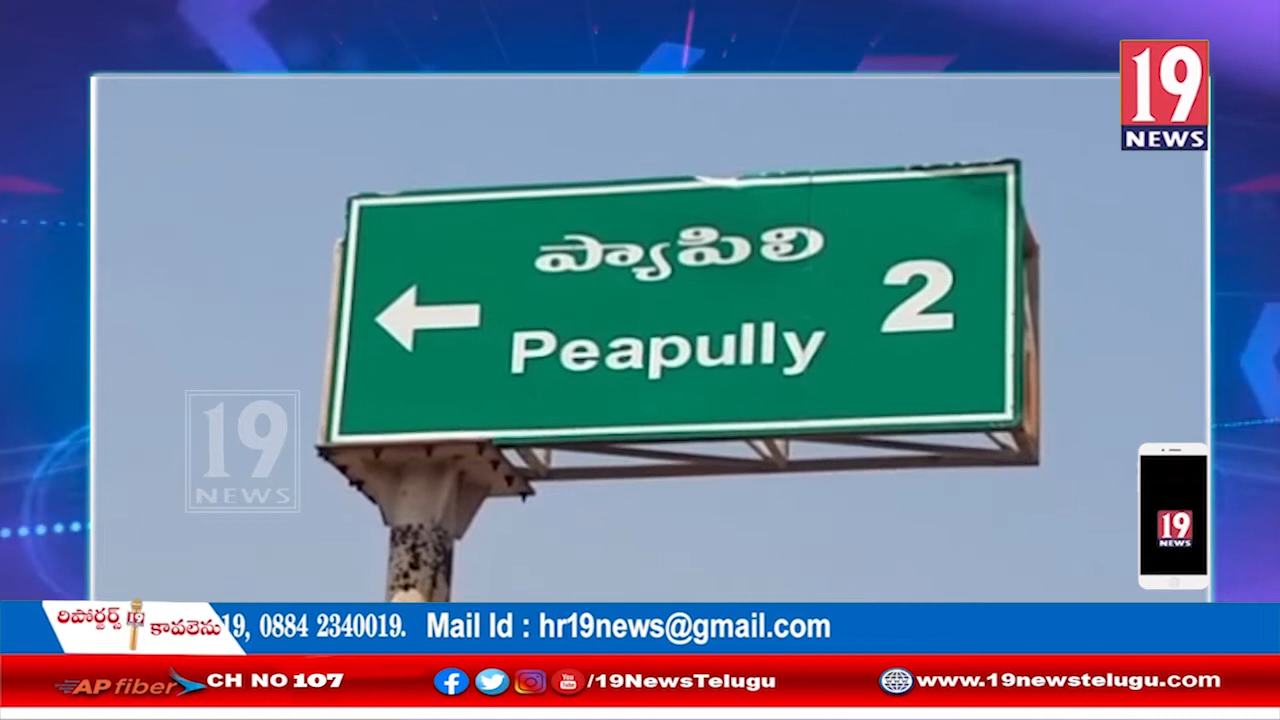 19
NEWS
ప్యాపిలి
2
Peapully
19
NEWS
19
NEWS
రిపోర్టర్స్ 19 కావలెను
19, 0884 2340019. Mail Id : hr19news@gmail.com
AP fiber CH NO 107
/19NewsTelugu
www.19newstelugu.com